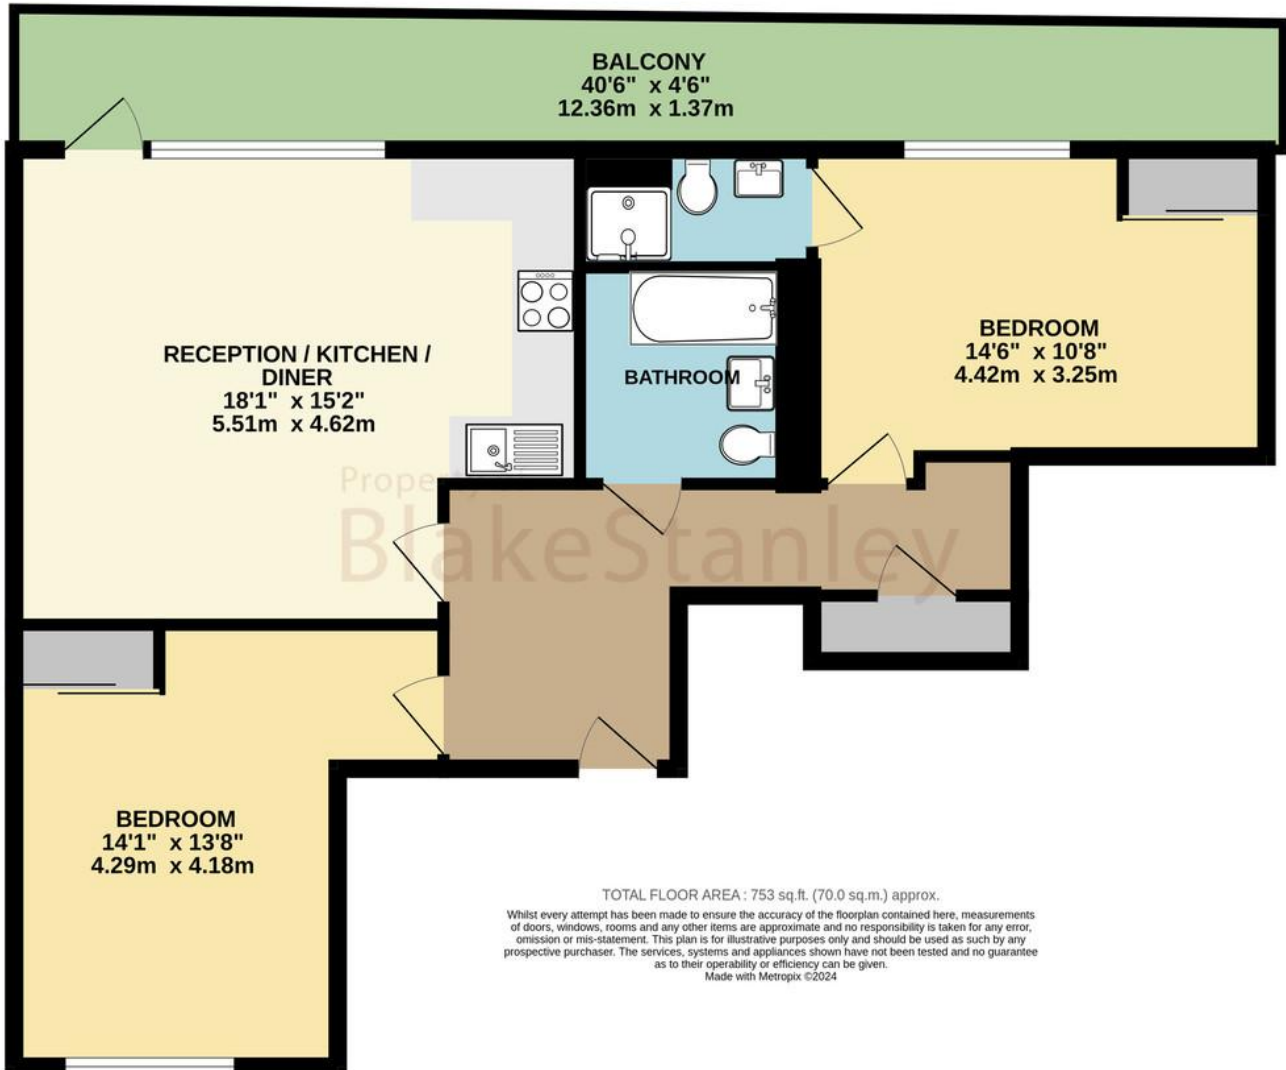 BALCONY
40'6" x 4'6"
12.36m x 1.37m
RECEPTION / KITCHEN /
DINER
18'1" x 15'2"
5.51m x 4.62m
BATHROOM
BEDROOM
14'6" x 10'8"
4.42m x 3.25m
BlakeStanley
BEDROOM
14'1" x 13'8"
4.29m x 4.18m
TOTAL FLOOR AREA : 753 sq.ft. (70.0 sq.m.) approx.
Whilst every attempt has been made to ensure the accuracy of the floorplan contained here, measurements
of doors, windows, rooms and any other items are approximate and no responsibility is taken for any error,
omission or mis-statement. This plan is for illustrative purposes only and should be used as such by any
prospective purchaser. The services, systems and appliances shown have not been tested and no guarantee
as to their operability or efficiency can be given.
Made with Metropix ©2024